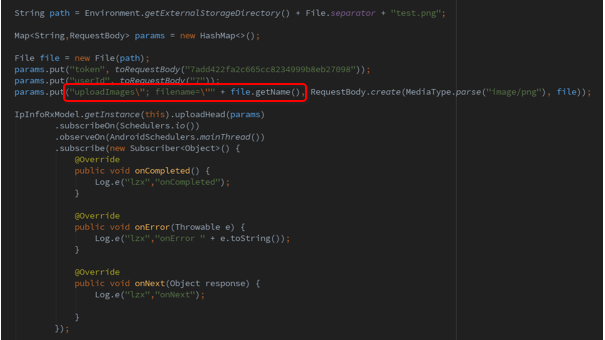 String path = Environment.getExternalStorageDirectory() + File.separator + "test.png";
Map<String,RequestBody> params = new HashMap<>();
File file = new File(path);
params.put("token", toRequestBody("7add422fa2c665cc8234999b8eb27098"));
params.put("userId", toRequestBody("7"));
params.put("uploadImages\"; filename=\"" + file.getName(), RequestBody.create(MediaType.parse("image/png"), file));
IpInfoRxModel.getInstance(this).uploadHead(params)
.subscribeOn(Schedulers.io())
.observeOn(AndroidSchedulers.mainThread())
.subscribe(new Subscriber<Object>() {
@Override
public void onCompleted() {
Log.e("lzx","onCompleted");
}
@Override
public void onError(Throwable e) {
Log.e("lzx","onError " + e.toString());
}
@Override
public void onNext(Object response) {
Log.e("lzx","onNext");
}
});